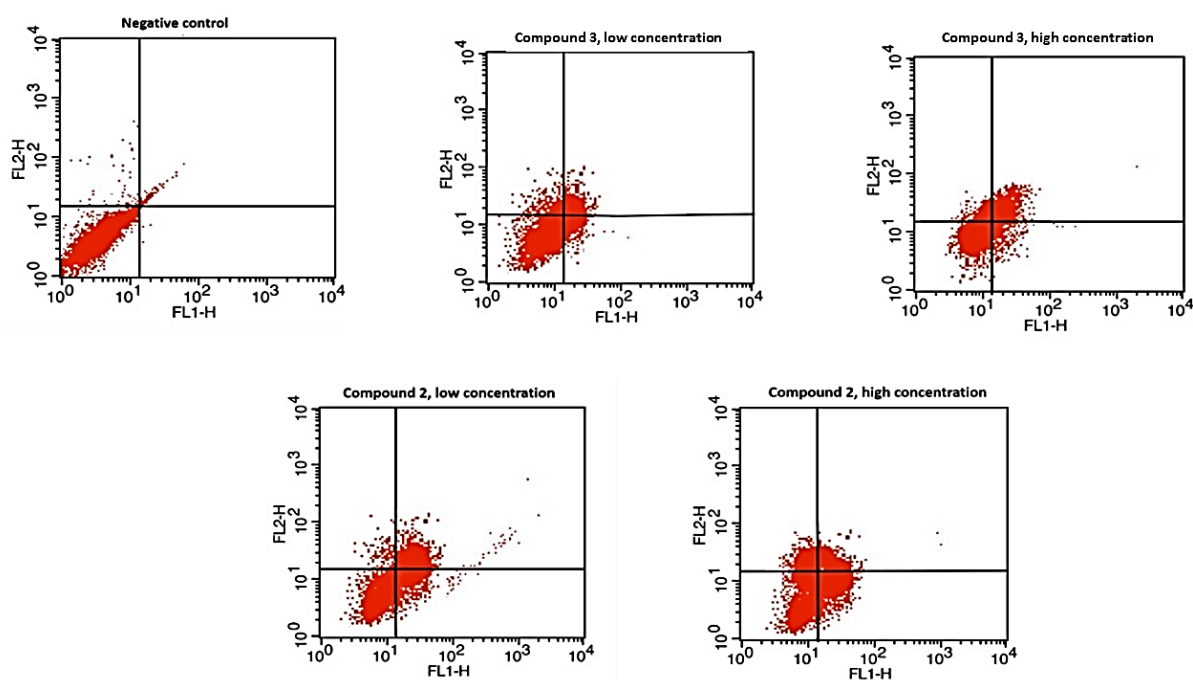 Negative control
10^4
10^3
10^2
10^1
10^0
FL2-H
10^0 10^1 10^2 10^3 10^4
FL1-H
Compound 3, low concentration
10^4
10^3
10^2
10^1
10^0
FL2-H
10^0 10^1 10^2 10^3 10^4
FL1-H
Compound 3, high concentration
10^4
10^3
10^2
10^1
10^0
FL2-H
10^0 10^1 10^2 10^3 10^4
FL1-H
Compound 2, low concentration
10^4
10^3
10^2
10^1
10^0
FL2-H
10^0 10^1 10^2 10^3 10^4
FL1-H
Compound 2, high concentration
10^4
10^3
10^2
10^1
10^0
FL2-H
10^0 10^1 10^2 10^3 10^4
FL1-H